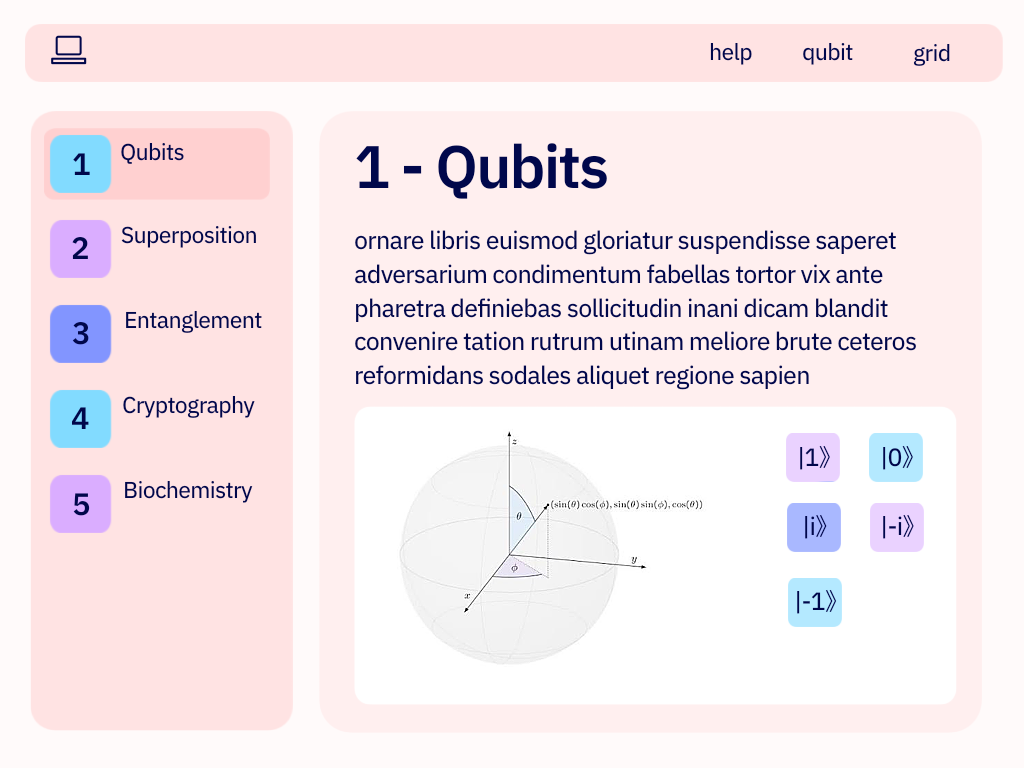 help qubit grid
1 Qubits
2 Superposition
3 Entanglement
4 Cryptography
5 Biochemistry
1 - Qubits
ornare libris euismod gloriatur suspendisse saperet
adversarium condimentum fabellas tortor vix ante
pharetra definiebas sollicitudin inani dicam blandit
convenire tation rutrum utinam meliore brute ceteros
reformidans sodales aliquet regione sapien
z
(sin(θ) cos(ϕ), sin(θ) sin(ϕ), cos(θ))
θ
y
ϕ
x
|1⟫ |0⟫
|i⟫ |-i⟫
|-1⟫